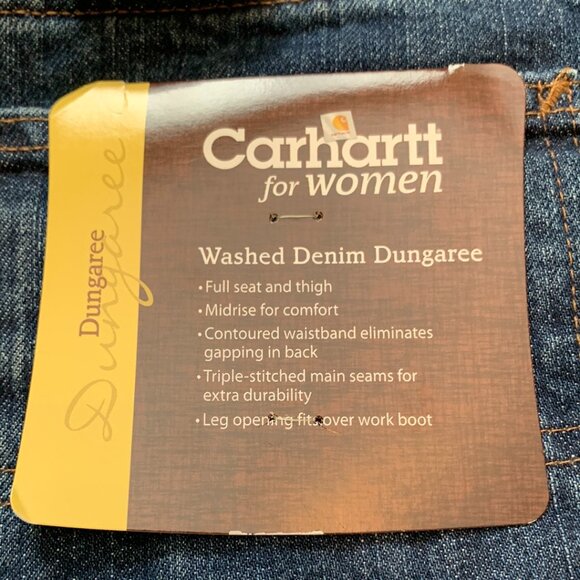 Carhartt
for women
Dungaree
Dungaree
Washed Denim Dungaree
• Full seat and thigh
• Midrise for comfort
• Contoured waistband eliminates
gapping in back
• Triple-stitched main seams for
extra durability
• Leg opening fits over work boot